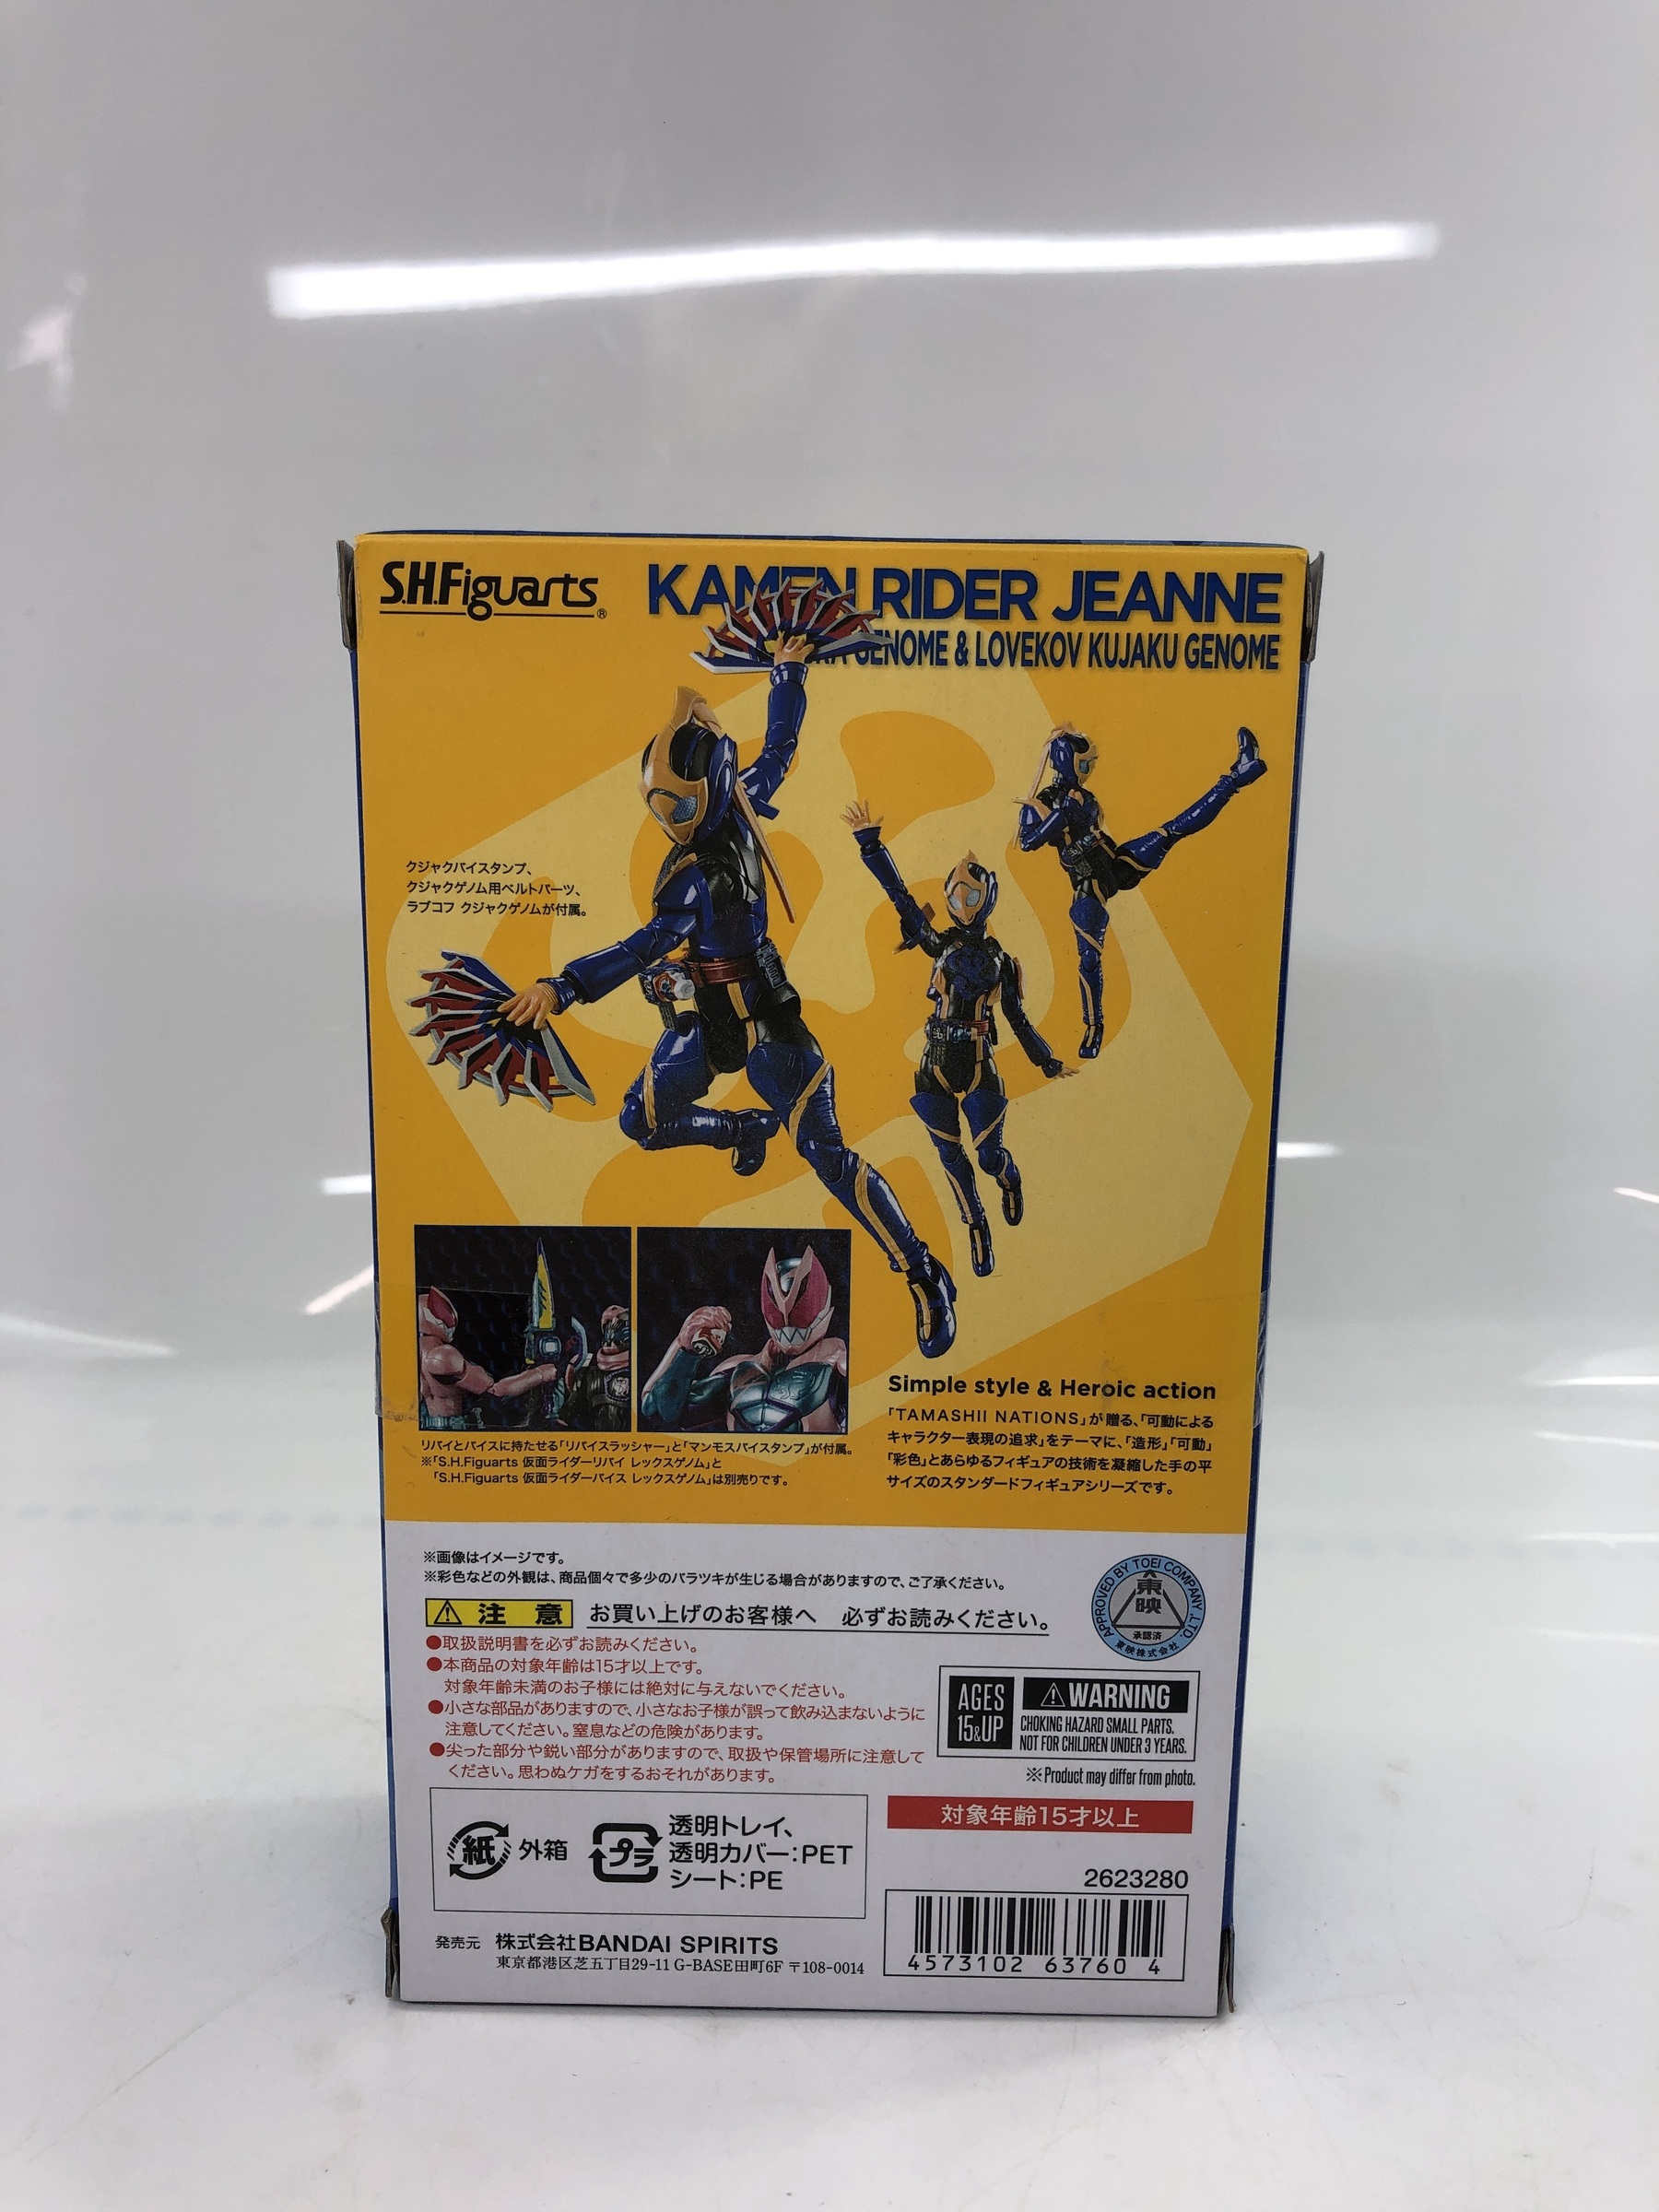 S.H.Figuarts®
KAMEN RIDER JEANNE
GENOME & LOVEKOV KUJAKU GENOME
クジャクバイスタンプ、
クジャクゲノム用ベルトパーツ、
ラブコフ クジャクゲノムが付属。
リバイとバイスに持たせる「リバイスラッシャー」と「マンモスバイスタンプ」が付属。
※「S.H.Figuarts 仮面ライダーリバイ レックスゲノム」と
「S.H.Figuarts 仮面ライダーバイス レックスゲノム」は別売りです。
Simple style & Heroic action
「TAMASHII NATIONS」が贈る、「可動による
キャラクター表現の追求」をテーマに、「造形」「可動」
「彩色」とあらゆるフィギュアの技術を凝縮した手の平
サイズのスタンダードフィギュアシリーズです。
※画像はイメージです。
※彩色などの外観は、商品個々で多少のバラツキが生じる場合がありますので、ご了承ください。
注 意 お買い上げのお客様へ 必ずお読みください。
●取扱説明書を必ずお読みください。
●本商品の対象年齢は15才以上です。
対象年齢未満のお子様には絶対に与えないでください。
●小さな部品がありますので、小さなお子様が誤って飲み込まないように
注意してください。窒息などの危険があります。
●尖った部分や鋭い部分がありますので、取扱や保管場所に注意して
ください。思わぬケガをするおそれがあります。
APPROVED BY TOEI COMPANY, LTD.
東映
承認済
東映株式会社
AGES
15&UP
WARNING
CHOKING HAZARD SMALL PARTS.
NOT FOR CHILDREN UNDER 3 YEARS.
※Product may differ from photo.
対象年齢15才以上
紙 外箱
プラ
透明トレイ、
透明カバー:PET
シート:PE
2623280
4573102 63760 4
発売元 株式会社BANDAI SPIRITS
東京都港区芝五丁目29-11 G-BASE田町6F 〒108-0014